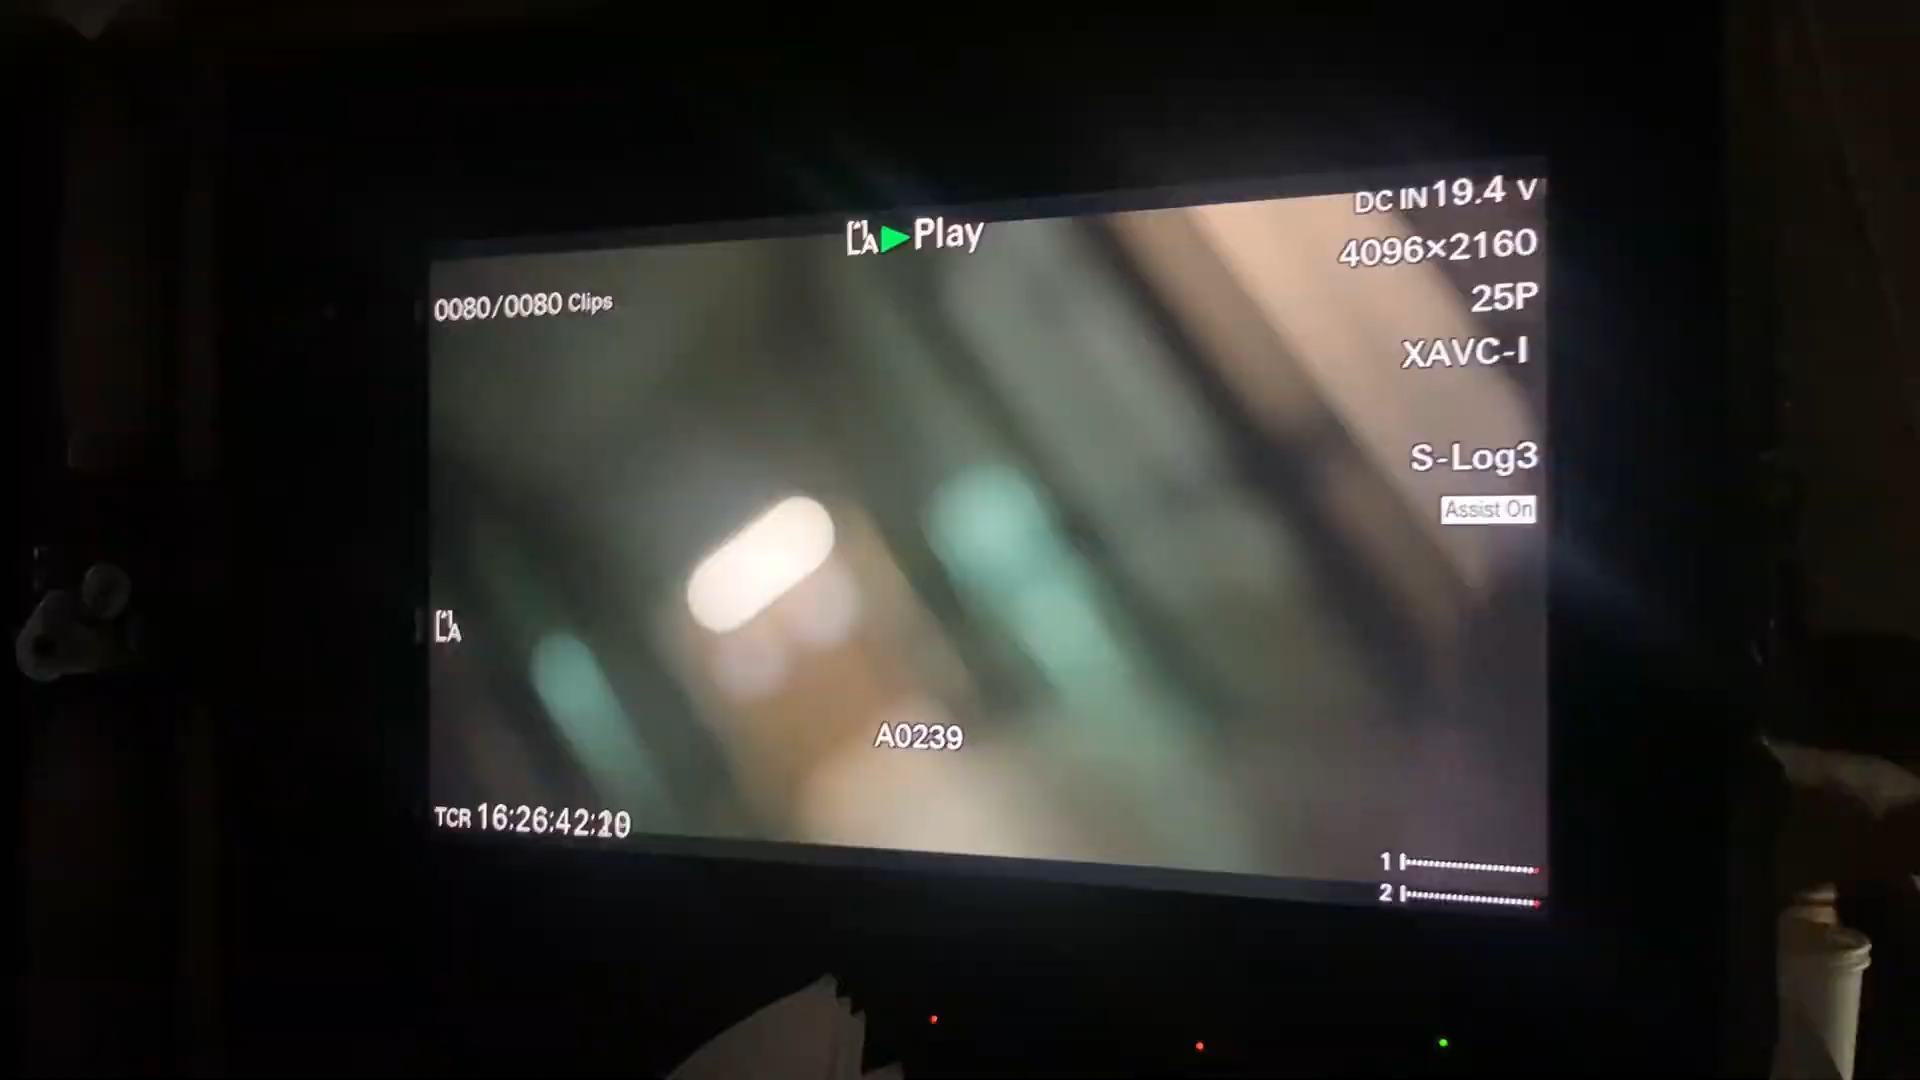 A Play
DC IN 19.4 V
4096×2160
0080/0080 Clips
25P
XAVC-I
S-Log3
Assist On
A
A0239
TCR 16:26:42
1
2